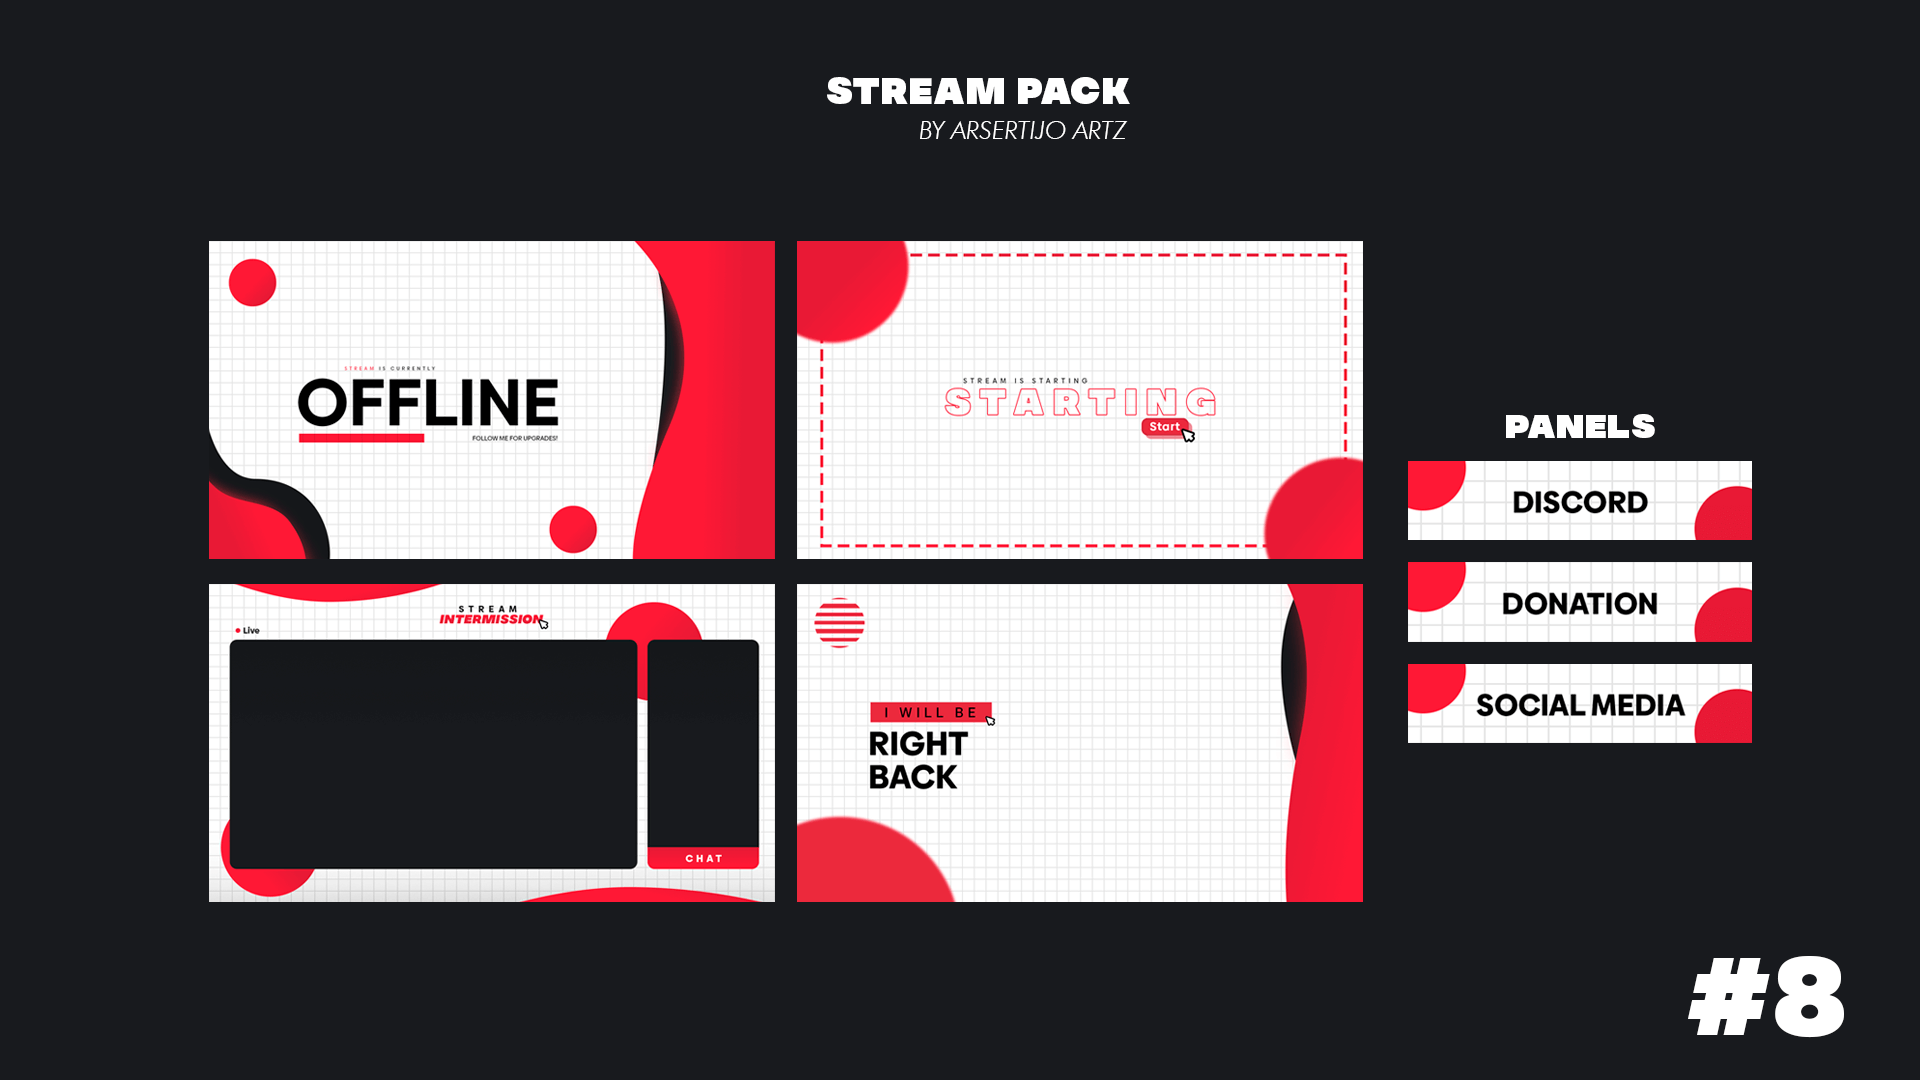 STREAM PACK
BY ARSERTIJO ARTZ
STREAM IS CURRENTLY
OFFLINE
FOLLOW ME FOR UPGRADES!
STREAM IS STARTING
STARTING
Start
STREAM
INTERMISSION
Live
CHAT
I WILL BE
RIGHT
BACK
PANELS
DISCORD
DONATION
SOCIAL MEDIA
#8